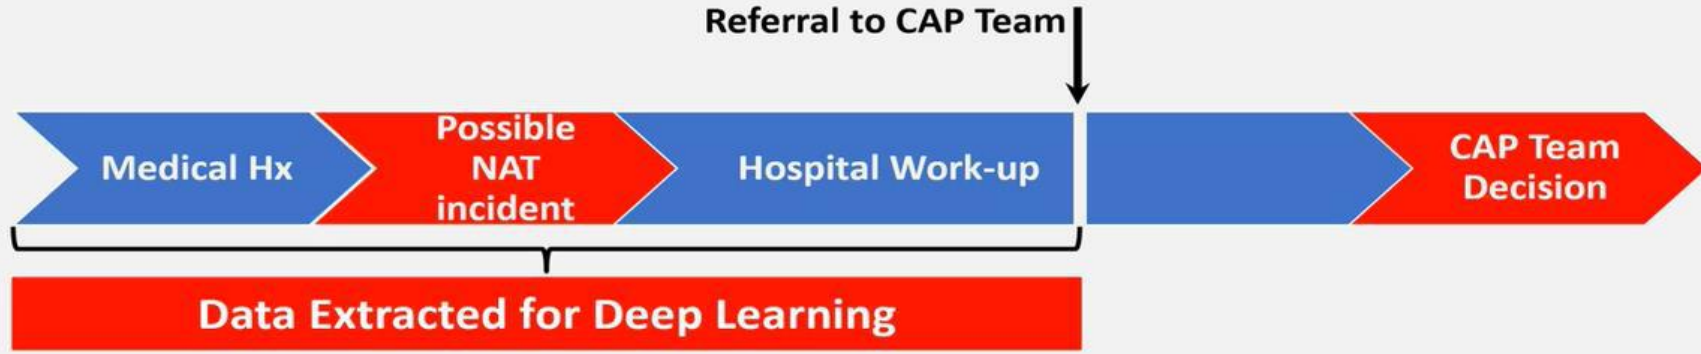 Referral to CAP Team
Medical Hx
Possible
NAT
incident
Hospital Work-up
CAP Team
Decision
Data Extracted for Deep Learning